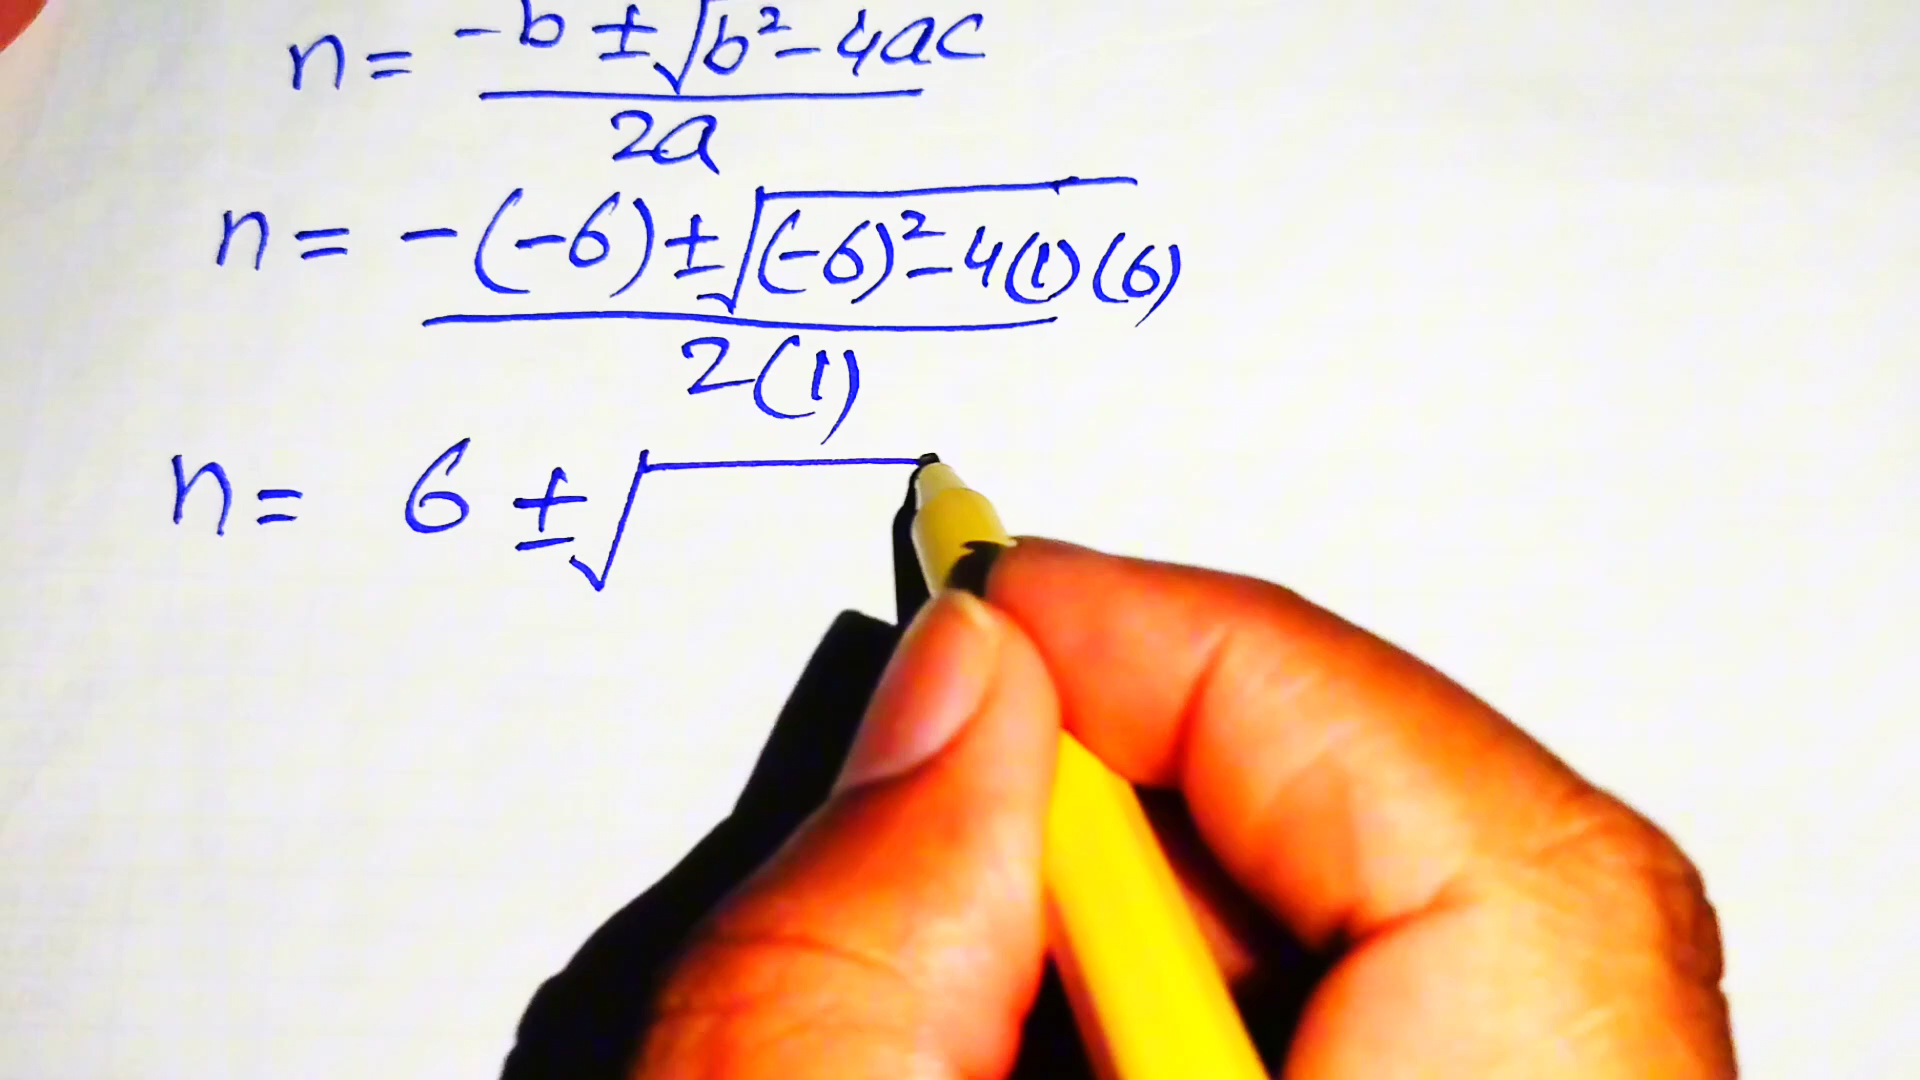 n = -b ± √b² - 4ac
2a
n = -(-6) ± √(-6)² - 4(1)(6)
2(1)
n = 6 ± √